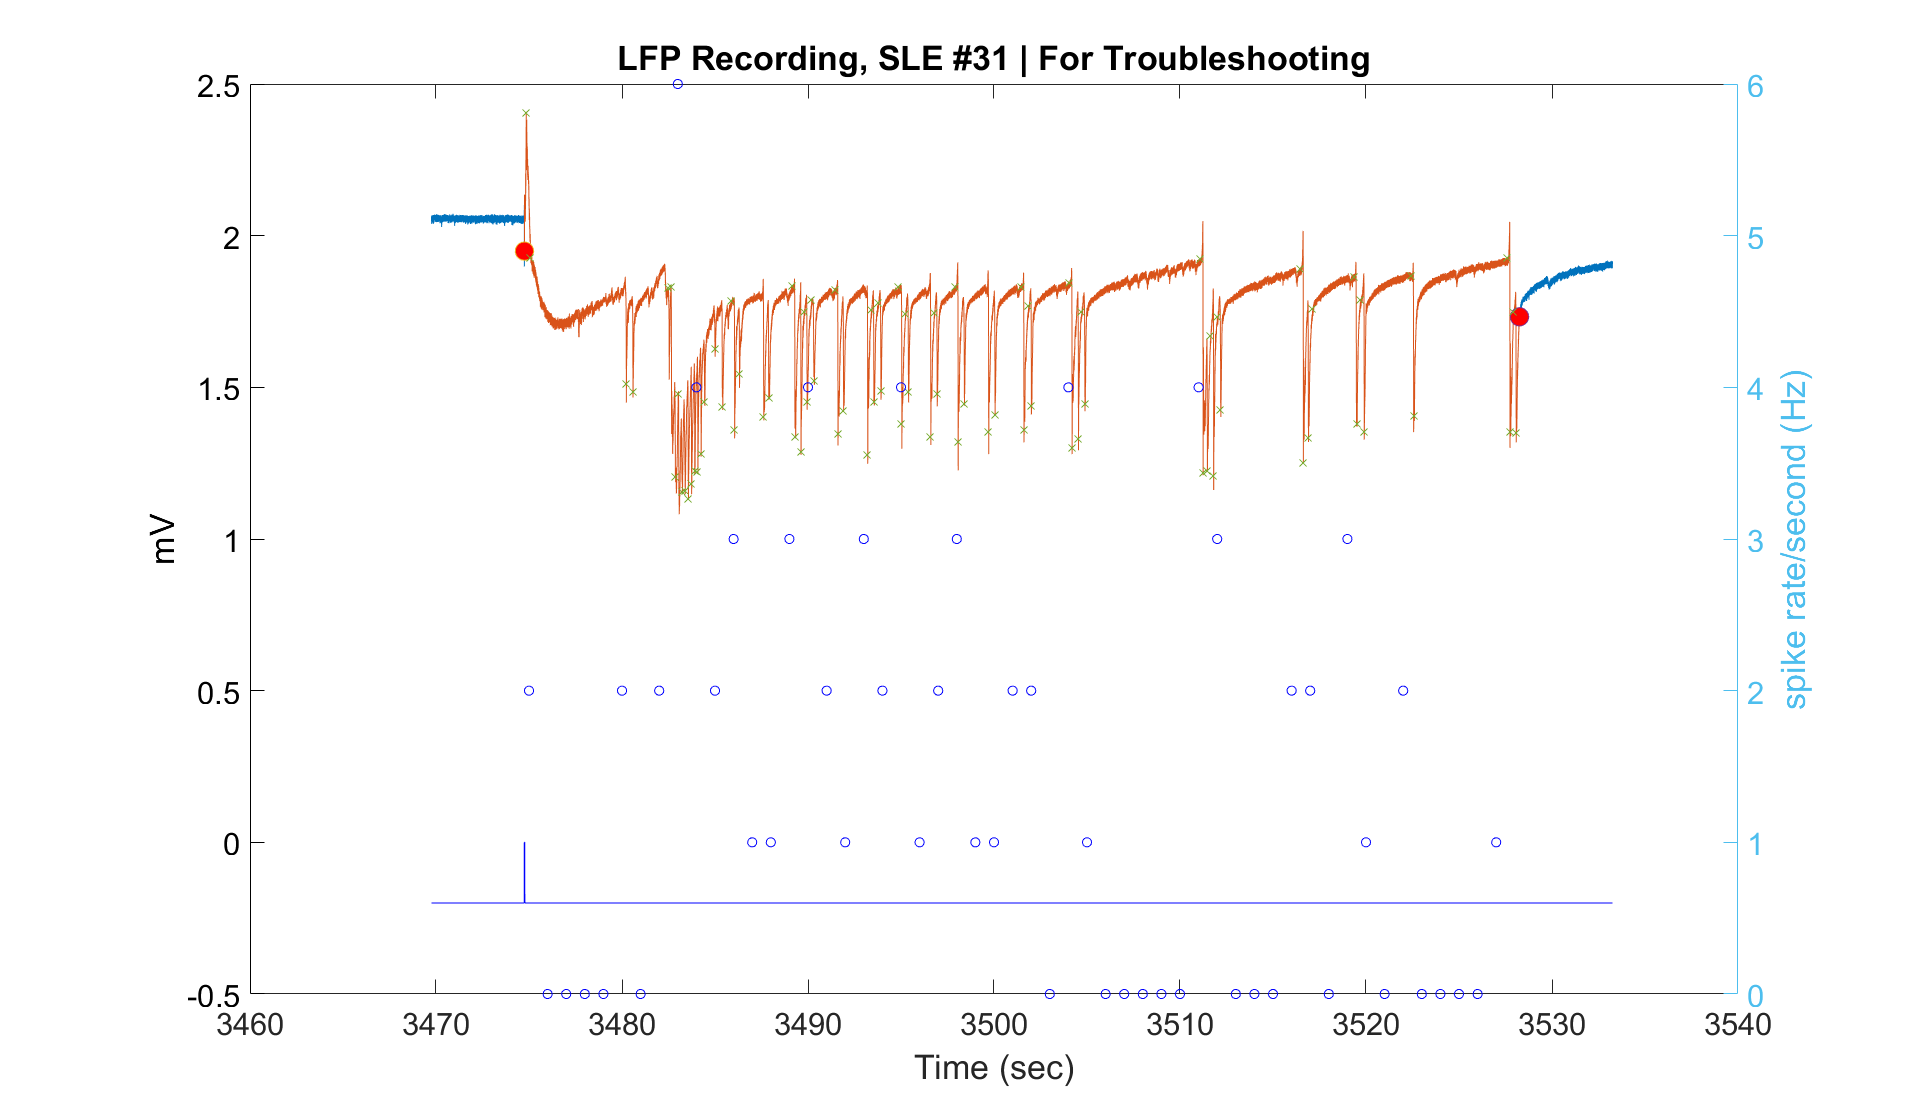 LFP Recording, SLE #31 | For Troubleshooting
2.5
2
1.5
1
0.5
0
-0.5
mV
6
5
4
3
2
1
0
spike rate/second (Hz)
3460 3470 3480 3490 3500 3510 3520 3530 3540
Time (sec)